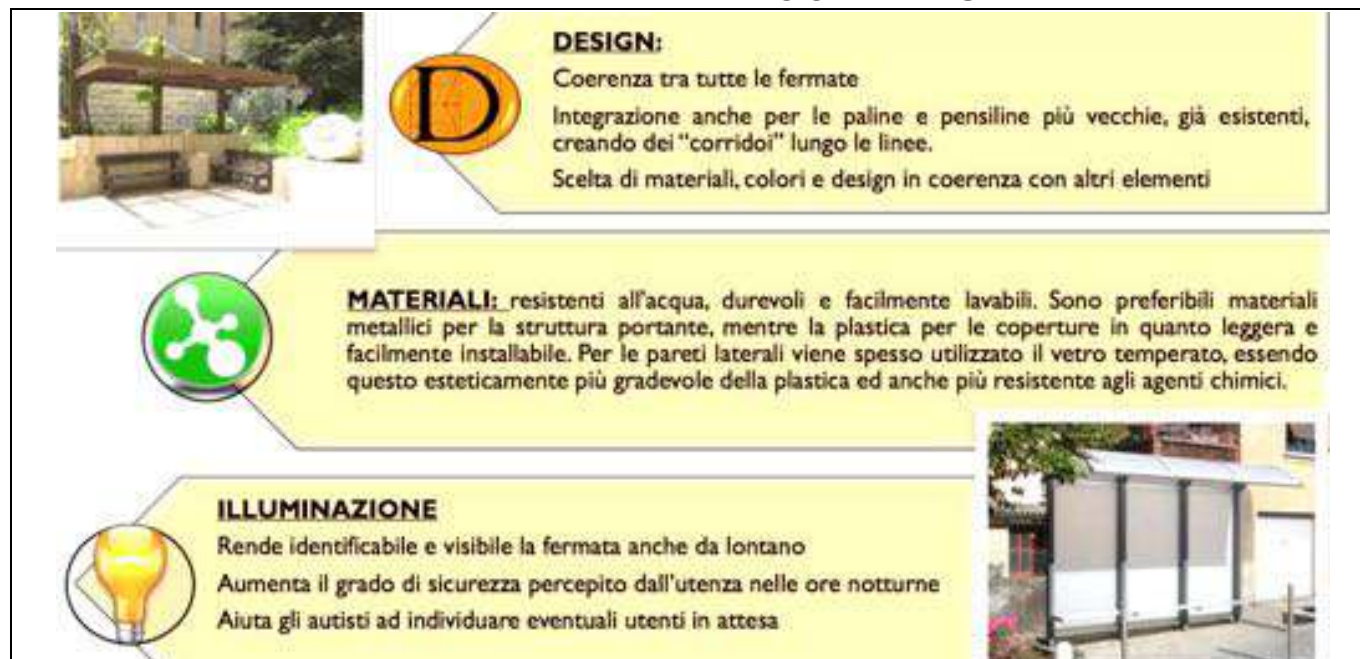 D
DESIGN:
Coerenza tra tutte le fermate
Integrazione anche per le paline e pensiline più vecchie, già esistenti,
creando dei "corridoi" lungo le linee.
Scelta di materiali, colori e design in coerenza con altri elementi
MATERIALI: resistenti all'acqua, durevoli e facilmente lavabili. Sono preferibili materiali
metallici per la struttura portante, mentre la plastica per le coperture in quanto leggera e
facilmente installabile. Per le pareti laterali viene spesso utilizzato il vetro temperato, essendo
questo esteticamente più gradevole della plastica ed anche più resistente agli agenti chimici.
ILLUMINAZIONE
Rende identificabile e visibile la fermata anche da lontano
Aumenta il grado di sicurezza percepito dall'utenza nelle ore notturne
Aiuta gli autisti ad individuare eventuali utenti in attesa